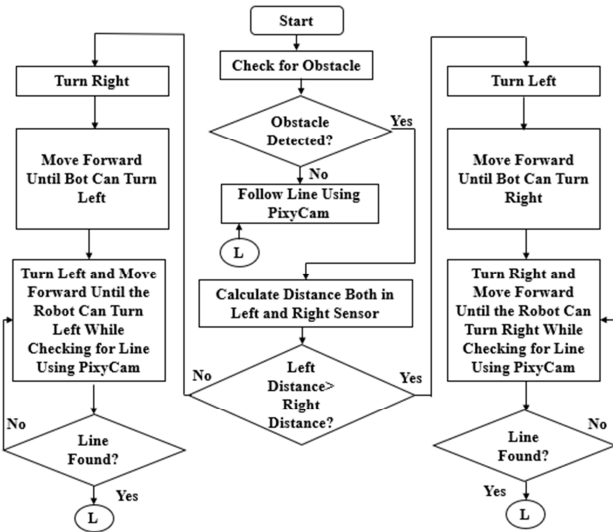 Start
Check for Obstacle
Obstacle
Detected?
Yes
No
Follow Line Using
PixyCam
L
Calculate Distance Both in
Left and Right Sensor
Left
Distance>
Right
Distance?
No
Yes
Turn Right
Move Forward
Until Bot Can Turn
Left
Turn Left and Move
Forward Until the
Robot Can Turn
Left While
Checking for Line
Using PixyCam
No
Line
Found?
Yes
L
Turn Left
Move Forward
Until Bot Can Turn
Right
Turn Right and
Move Forward
Until the Robot Can
Turn Right While
Checking for Line
Using PixyCam
No
Line
Found?
Yes
L